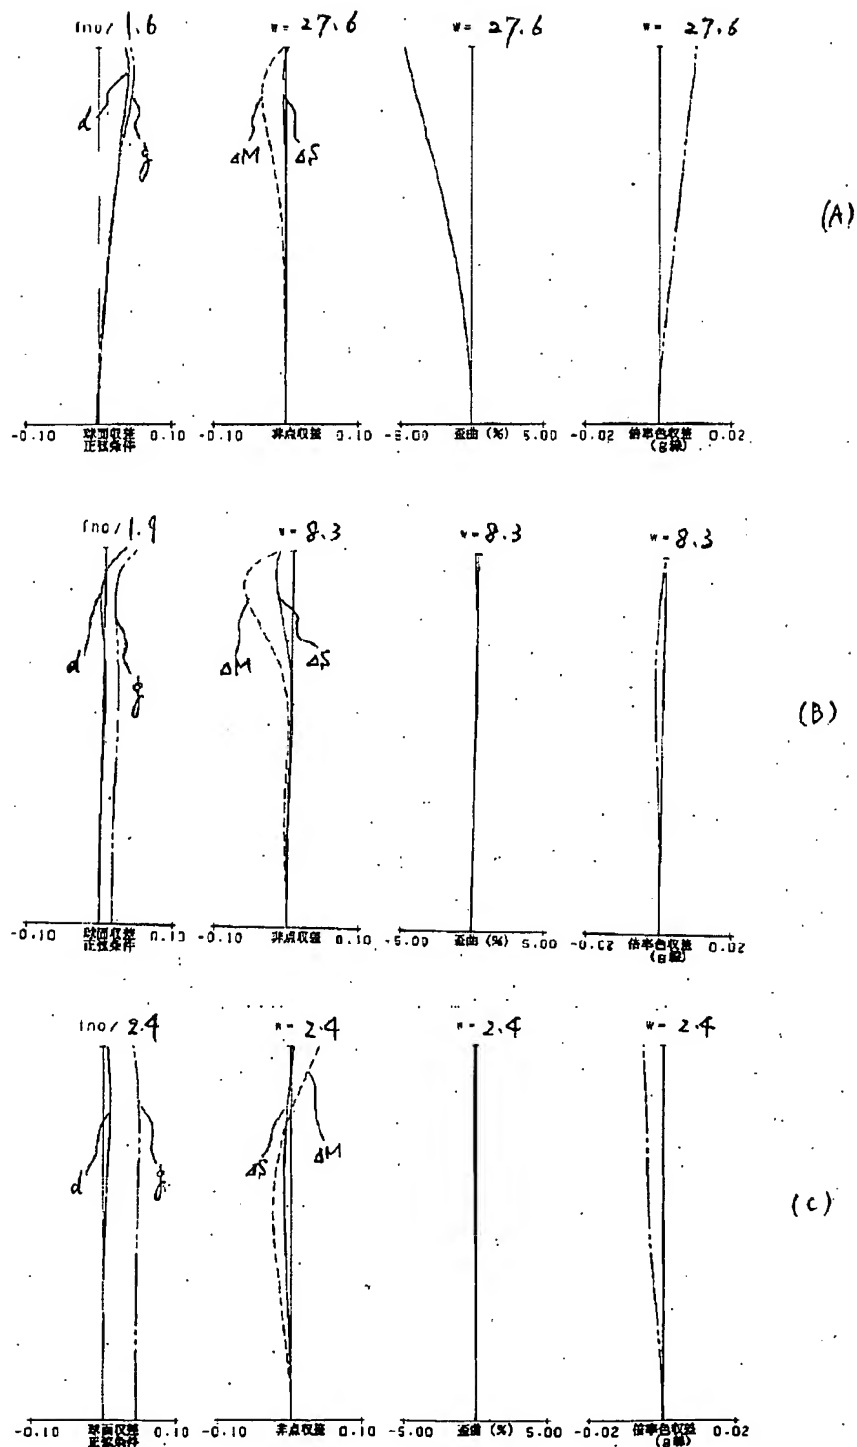 fno/1.6 w=27.6 w=27.6 w=27.6
d g ΔM ΔS
(A)
-0.10 球面収差 0.10 -0.10 非点収差 0.10 -5.00 歪曲 (%) 5.00 -0.02 倍率色収差 0.02
正弦条件 (g線)
fno/1.9 w=8.3 w=8.3 w=8.3
d g ΔM ΔS
(B)
-0.10 球面収差 0.10 -0.10 非点収差 0.10 -5.00 歪曲 (%) 5.00 -0.02 倍率色収差 0.02
正弦条件 (g線)
fno/2.4 w=2.4 w=2.4 w=2.4
d g ΔS ΔM
(C)
-0.10 球面収差 0.10 -0.10 非点収差 0.10 -5.00 歪曲 (%) 5.00 -0.02 倍率色収差 0.02
正弦条件 (g線)